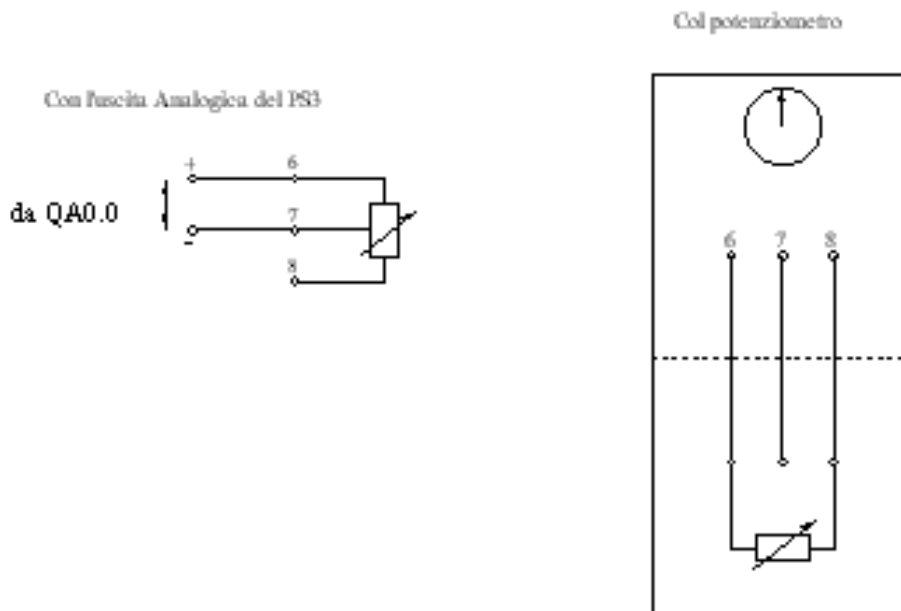 Col potenziometro
Con l'uscita Analogica del PS3
+
6
da QA0.0
7
-
8
6 7 8